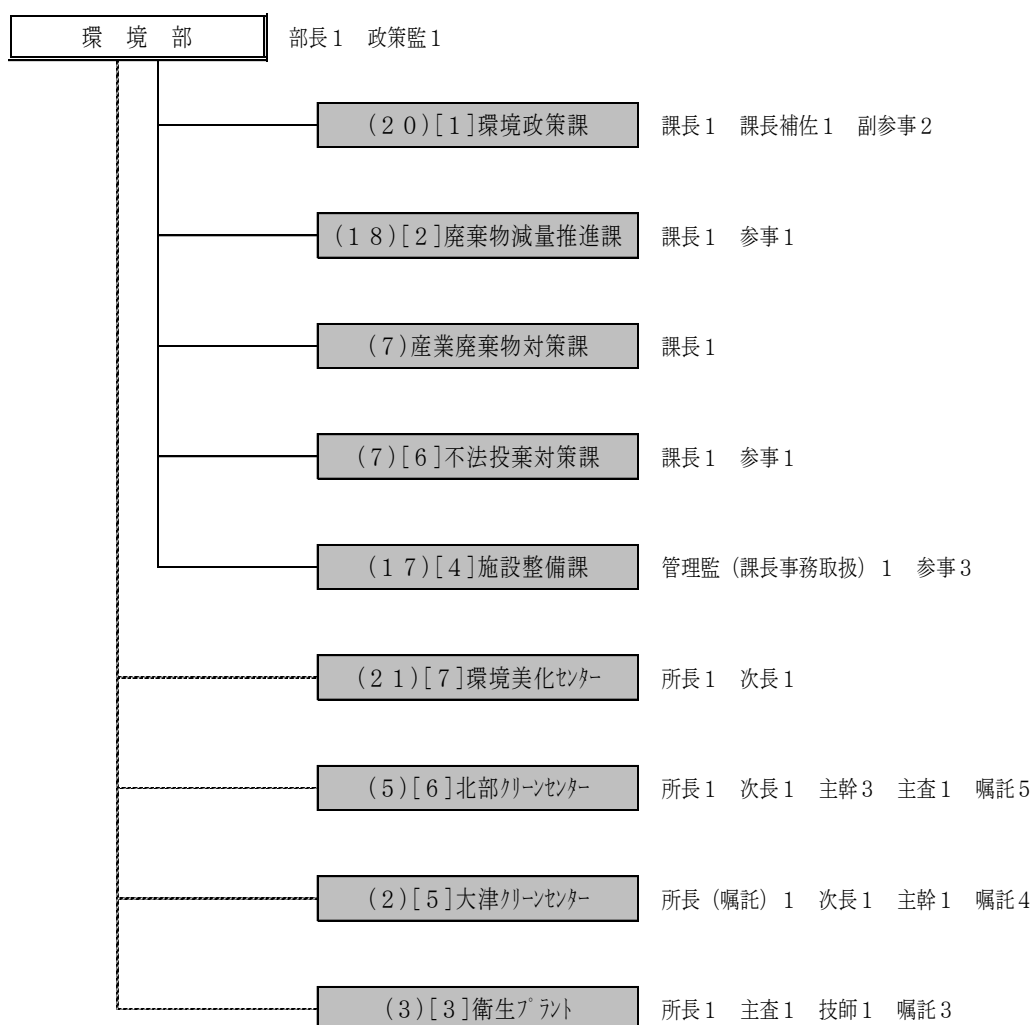 環 境 部 部長1 政策監1
(20)[1]環境政策課 課長1 課長補佐1 副参事2
(18)[2]廃棄物減量推進課 課長1 参事1
(7)産業廃棄物対策課 課長1
(7)[6]不法投棄対策課 課長1 参事1
(17)[4]施設整備課 管理監(課長事務取扱)1 参事3
(21)[7]環境美化ｾﾝﾀｰ 所長1 次長1
(5)[6]北部ｸﾘｰﾝｾﾝﾀｰ 所長1 次長1 主幹3 主査1 嘱託5
(2)[5]大津ｸﾘｰﾝｾﾝﾀｰ 所長(嘱託)1 次長1 主幹1 嘱託4
(3)[3]衛生ﾌﾟﾗﾝﾄ 所長1 主査1 技師1 嘱託3